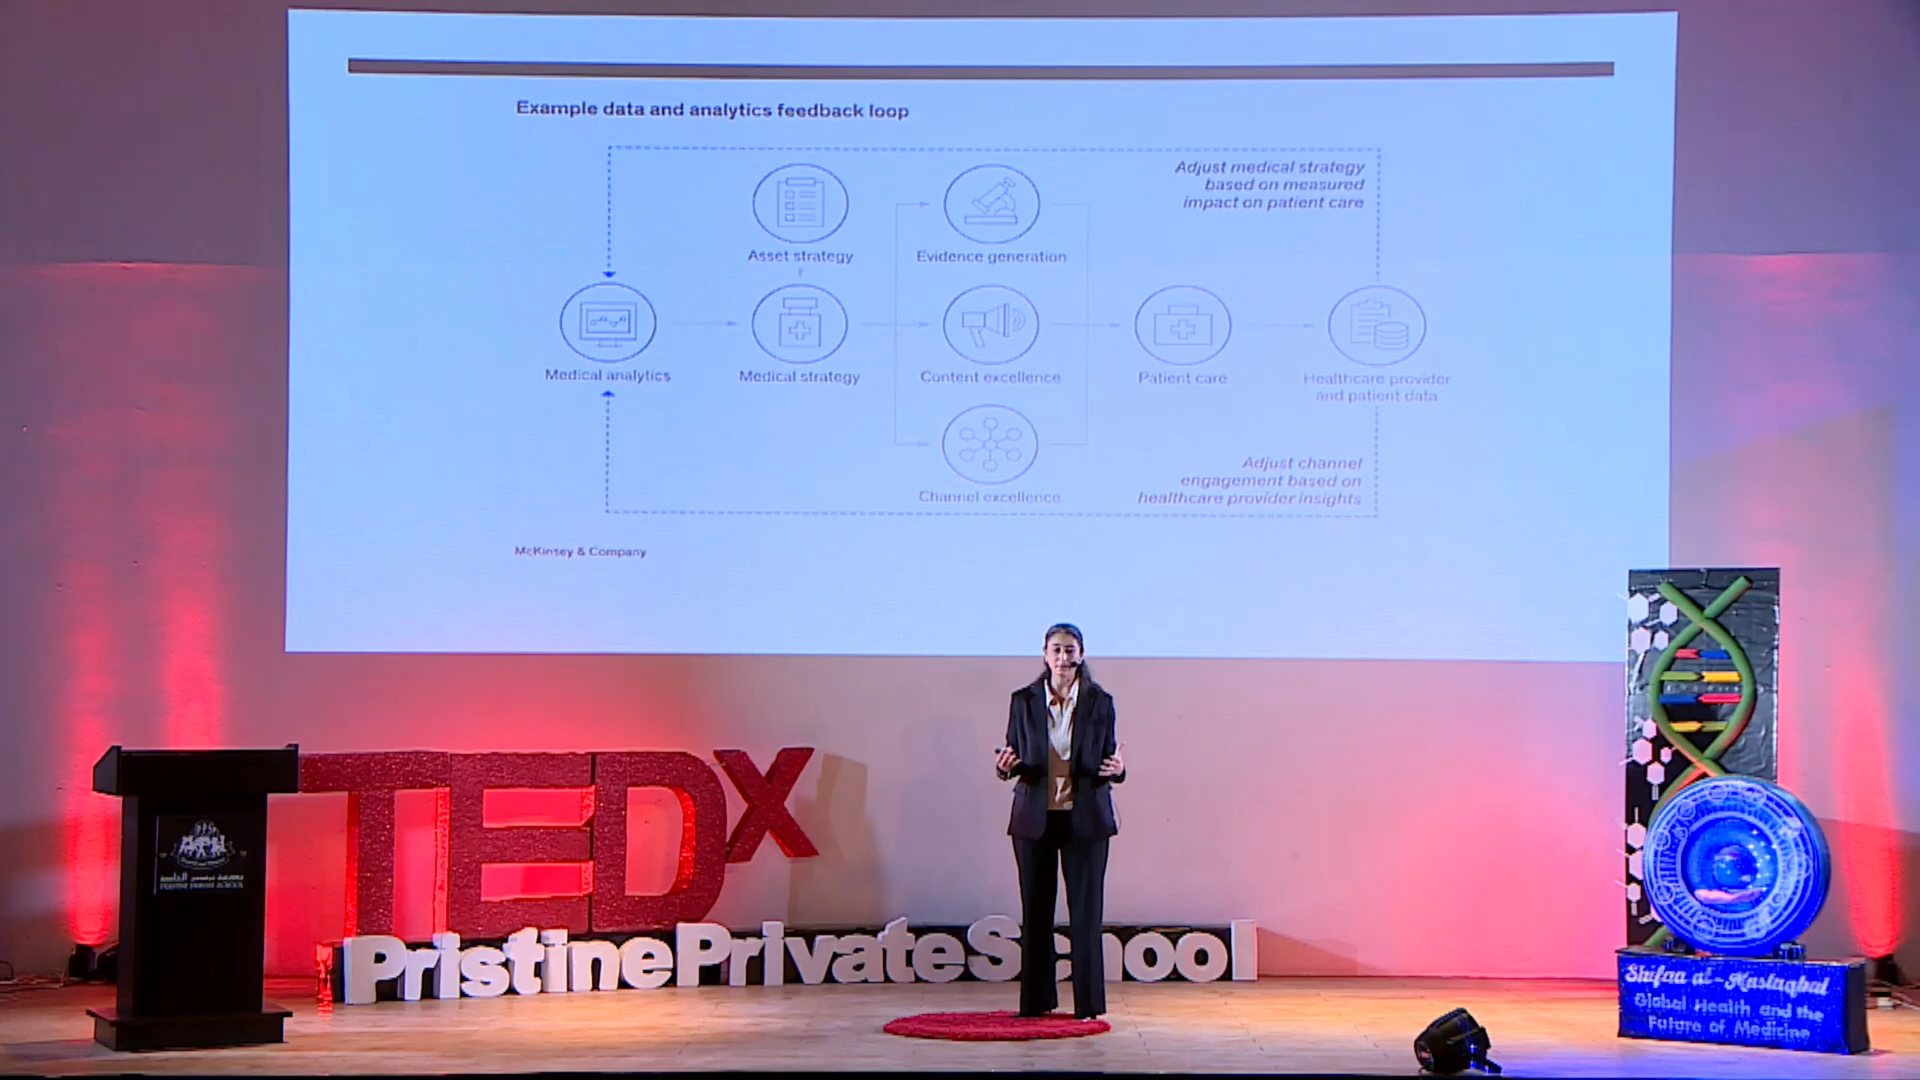 Example data and analytics feedback loop
Adjust medical strategy
based on measured
impact on patient care
Asset strategy
Evidence generation
Medical analytics
Medical strategy
Content excellence
Patient care
Healthcare provider
and patient data
Adjust channel
engagement based on
healthcare provider insights
Channel excellence
McKinsey & Company
TEDx
PristinePrivateSchool
PRISTINE PRIVATE SCHOOL
Shifaa al-Mustaqbal
Global Health and the
Future of Medicine